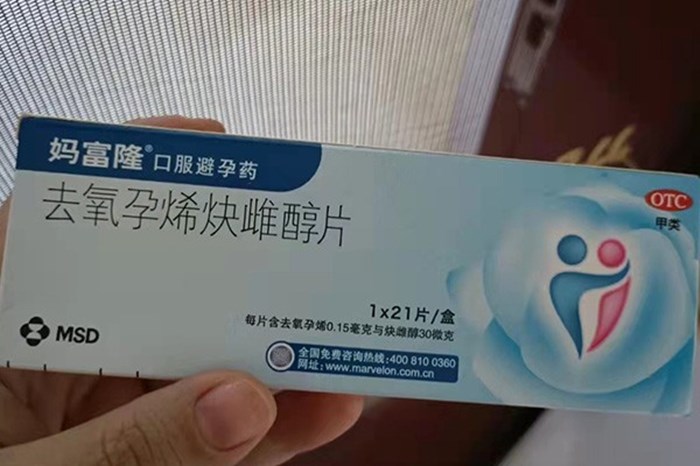 妈富隆® 口服避孕药
去氧孕烯炔雌醇片
OTC
甲类
1x21片/盒
每片含去氧孕烯0.15毫克与炔雌醇30微克
MSD
全国免费咨询热线:400 810 0360
网址:www.marvelon.com.cn